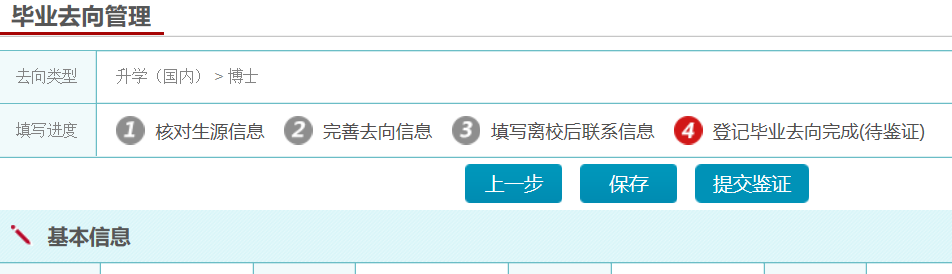 毕业去向管理
去向类型 升学（国内） > 博士
填写进度 1 核对生源信息 2 完善去向信息 3 填写离校后联系信息 4 登记毕业去向完成(待鉴证)
上一步 保存 提交鉴证
基本信息